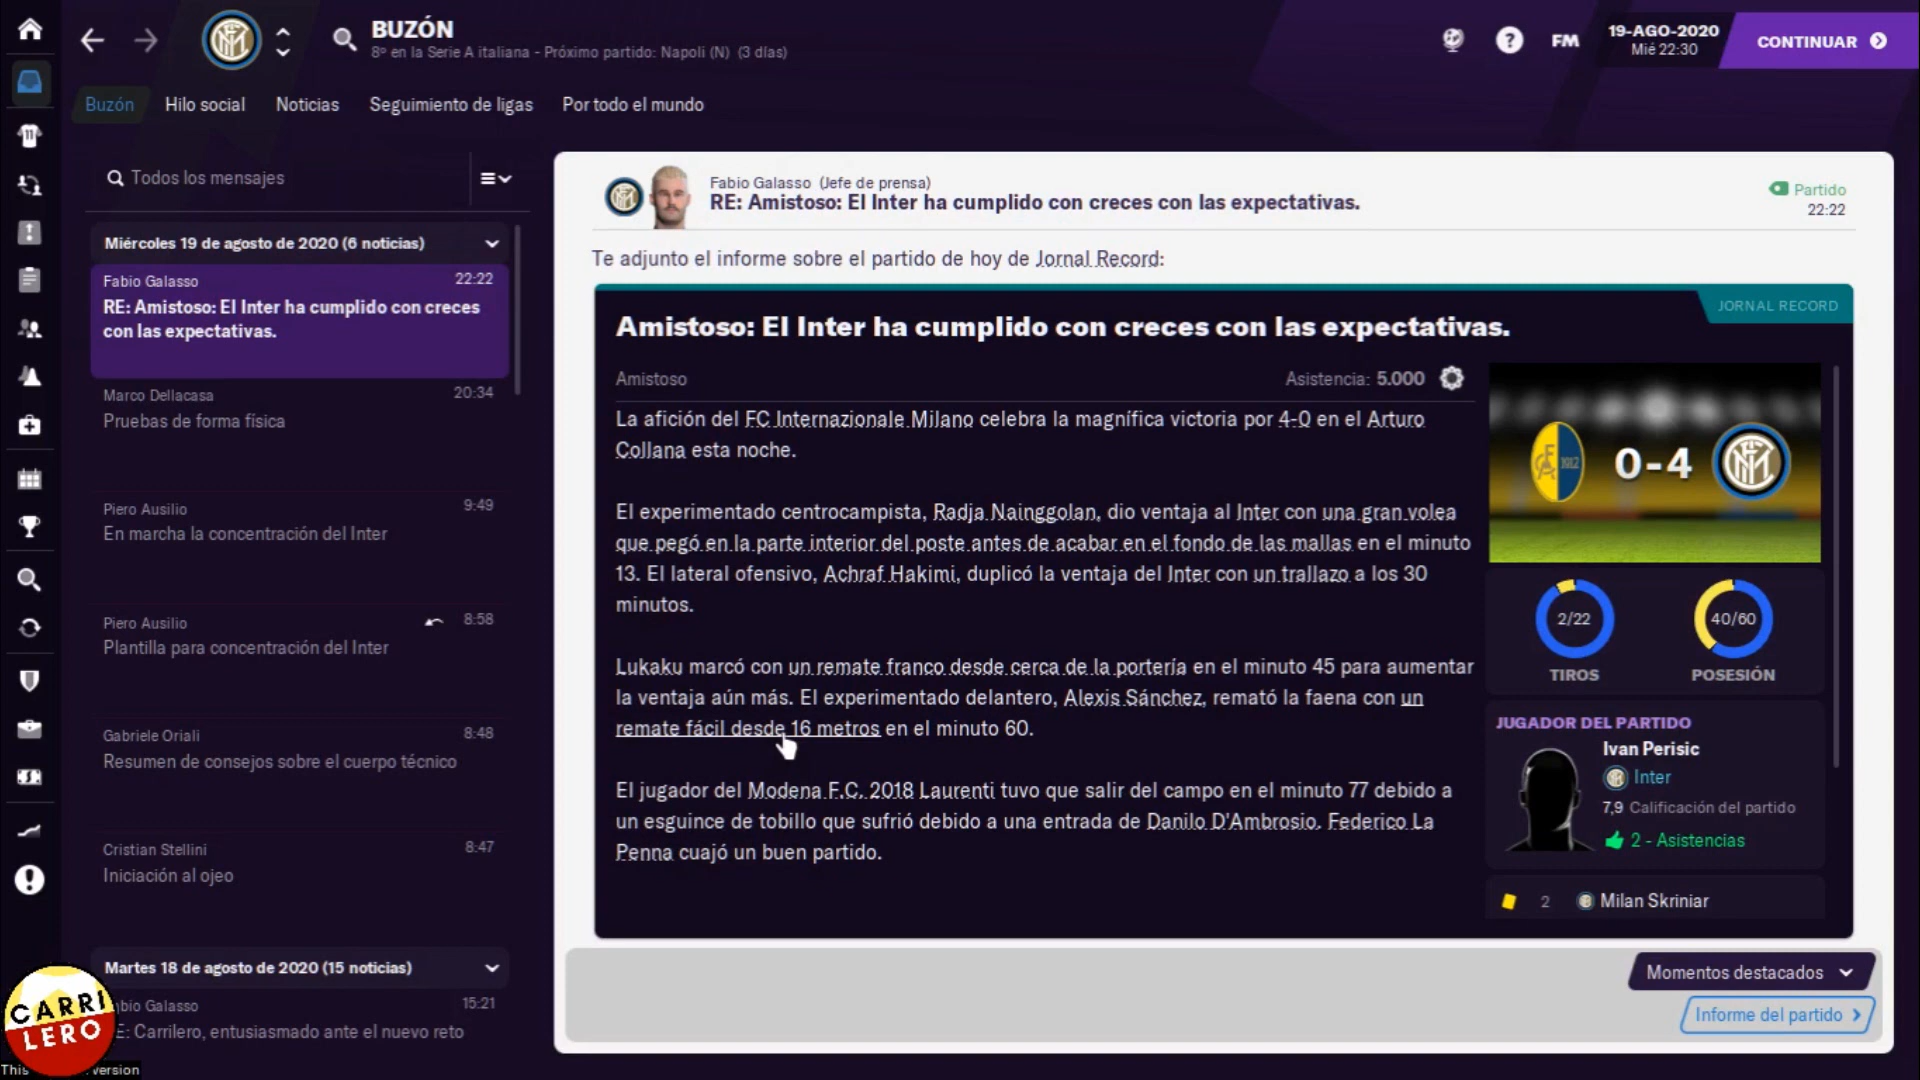 BUZÓN
8º en la Serie A italiana - Próximo partido: Napoli (N) (3 días)
FM
19-AGO-2020
Mié 22:30
CONTINUAR
Buzón
Hilo social
Noticias
Seguimiento de ligas
Por todo el mundo
Todos los mensajes
Miércoles 19 de agosto de 2020 (6 noticias)
Fabio Galasso
22:22
RE: Amistoso: El Inter ha cumplido con creces
con las expectativas.
Marco Dellacasa
20:34
Pruebas de forma física
Piero Ausilio
9:49
En marcha la concentración del Inter
Piero Ausilio
8:58
Plantilla para concentración del Inter
Gabriele Oriali
8:48
Resumen de consejos sobre el cuerpo técnico
Cristian Stellini
8:47
Iniciación al ojeo
Martes 18 de agosto de 2020 (15 noticias)
bio Galasso
15:21
E: Carrilero, entusiasmado ante el nuevo reto
CARRI
LERO
This
version
Fabio Galasso (Jefe de prensa)
RE: Amistoso: El Inter ha cumplido con creces con las expectativas.
Partido
22:22
Te adjunto el informe sobre el partido de hoy de Jornal Record:
JORNAL RECORD
Amistoso: El Inter ha cumplido con creces con las expectativas.
Amistoso
Asistencia: 5.000
La afición del FC Internazionale Milano celebra la magnífica victoria por 4-0 en el Arturo
Collana esta noche.
El experimentado centrocampista, Radja Nainggolan, dio ventaja al Inter con una gran volea
que pegó en la parte interior del poste antes de acabar en el fondo de las mallas en el minuto
13. El lateral ofensivo, Achraf Hakimi, duplicó la ventaja del Inter con un trallazo a los 30
minutos.
Lukaku marcó con un remate franco desde cerca de la portería en el minuto 45 para aumentar
la ventaja aún más. El experimentado delantero, Alexis Sánchez, remató la faena con un
remate fácil desde 16 metros en el minuto 60.
El jugador del Modena F.C. 2018 Laurenti tuvo que salir del campo en el minuto 77 debido a
un esguince de tobillo que sufrió debido a una entrada de Danilo D'Ambrosio. Federico La
Penna cuajó un buen partido.
1912
0-4
2/22
TIROS
40/60
POSESIÓN
JUGADOR DEL PARTIDO
Ivan Perisic
Inter
7,9 Calificación del partido
2 - Asistencias
2
Milan Skriniar
Momentos destacados
Informe del partido